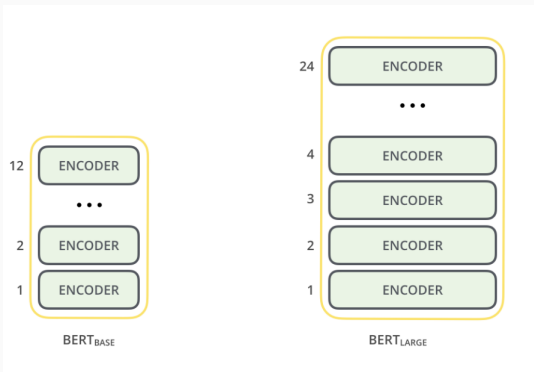 12 ENCODER
...
2 ENCODER
1 ENCODER
BERTBASE
24 ENCODER
...
4 ENCODER
3 ENCODER
2 ENCODER
1 ENCODER
BERTLARGE